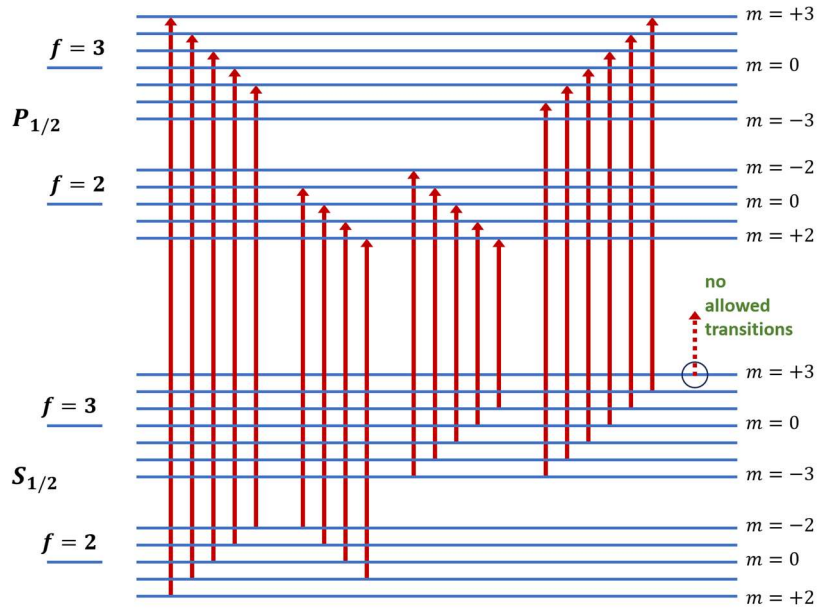 m = +3
f = 3
m = 0
P1/2
m = −3
m = −2
f = 2
m = 0
m = +2
no
allowed
transitions
m = +3
f = 3
m = 0
S1/2
m = −3
m = −2
f = 2
m = 0
m = +2